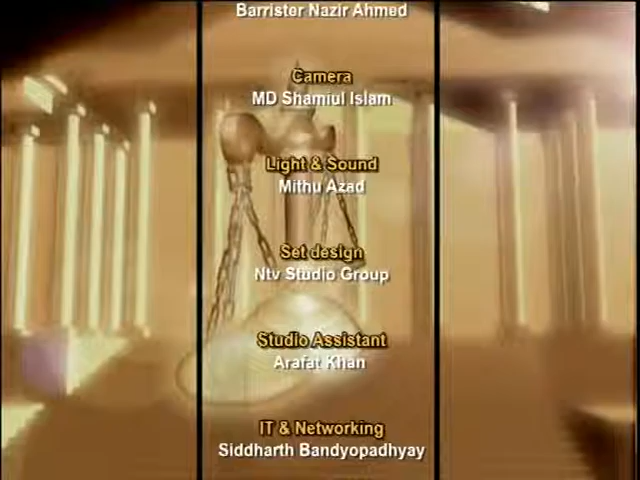 Barrister Nazir Ahmed
Camera
MD Shamiul Islam
Light & Sound
Mithu Azad
Set design
Ntv Studio Group
Studio Assistant
Arafat Khan
IT & Networking
Siddharth Bandyopadhyay